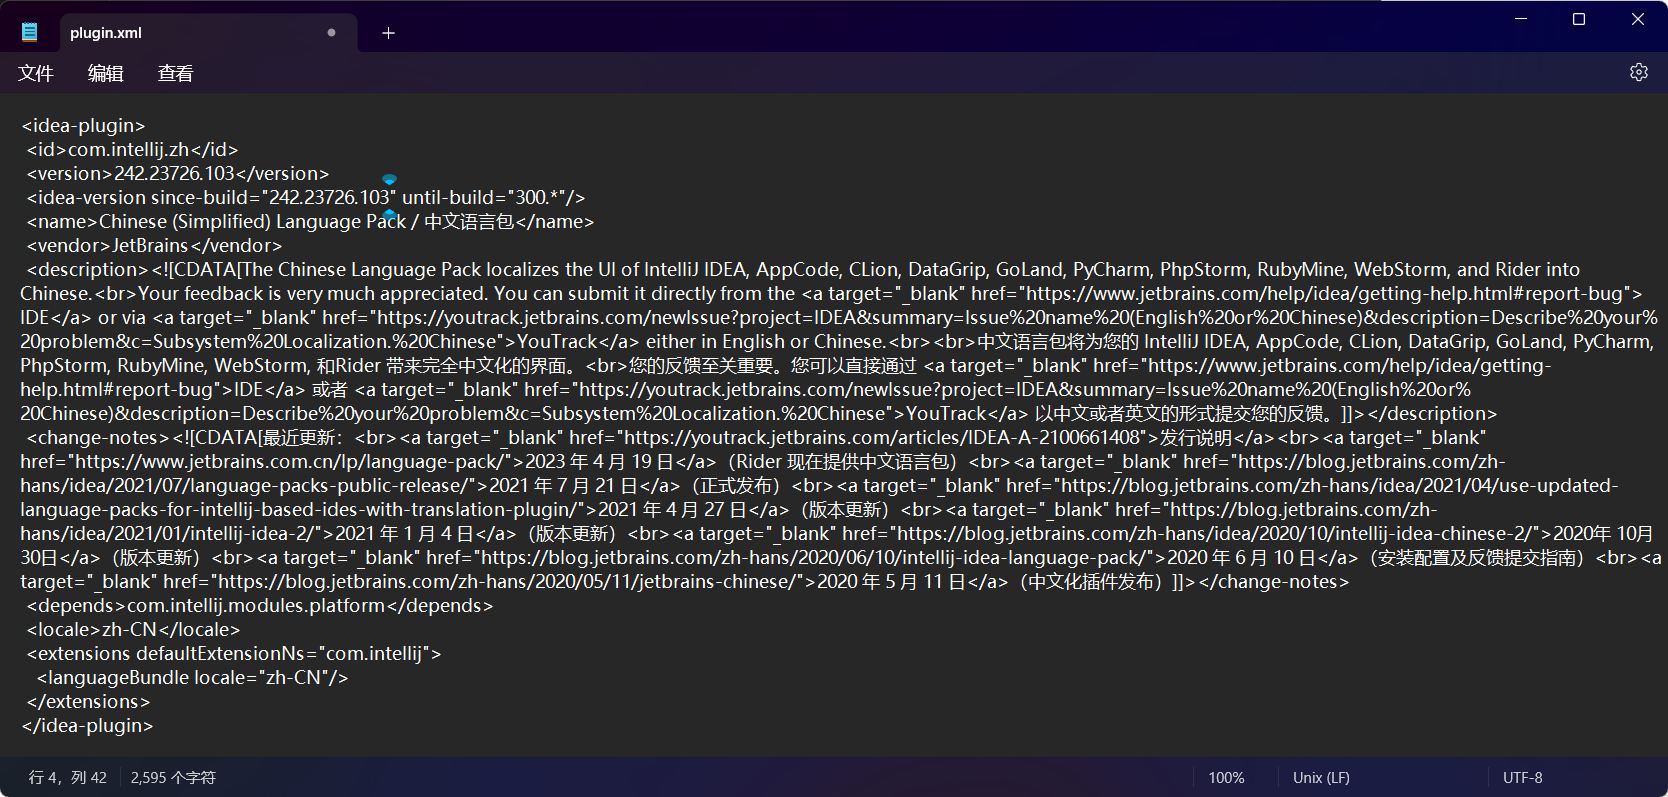 plugin.xml
文件 编辑 查看
<idea-plugin>
<id>com.intellij.zh</id>
<version>242.23726.103</version>
<idea-version since-build="242.23726.103" until-build="300.*"/>
<name>Chinese (Simplified) Language Pack / 中文语言包</name>
<vendor>JetBrains</vendor>
<description><![CDATA[The Chinese Language Pack localizes the UI of IntelliJ IDEA, AppCode, CLion, DataGrip, GoLand, PyCharm, PhpStorm, RubyMine, WebStorm, and Rider into
Chinese.<br>Your feedback is very much appreciated. You can submit it directly from the <a target="_blank" href="https://www.jetbrains.com/help/idea/getting-help.html#report-bug">
IDE</a> or via <a target="_blank" href="https://youtrack.jetbrains.com/newIssue?project=IDEA&summary=Issue%20name%20(English%20or%20Chinese)&description=Describe%20your%
20problem&c=Subsystem%20Localization.%20Chinese">YouTrack</a> either in English or Chinese.<br><br>中文语言包将为您的 IntelliJ IDEA, AppCode, CLion, DataGrip, GoLand, PyCharm,
PhpStorm, RubyMine, WebStorm, 和Rider 带来完全中文化的界面。<br>您的反馈至关重要。您可以直接通过 <a target="_blank" href="https://www.jetbrains.com/help/idea/getting-
help.html#report-bug">IDE</a> 或者 <a target="_blank" href="https://youtrack.jetbrains.com/newIssue?project=IDEA&summary=Issue%20name%20(English%20or%
20Chinese)&description=Describe%20your%20problem&c=Subsystem%20Localization.%20Chinese">YouTrack</a> 以中文或者英文的形式提交您的反馈。]]></description>
<change-notes><![CDATA[最近更新：<br><a target="_blank" href="https://youtrack.jetbrains.com/articles/IDEA-A-2100661408">发行说明</a><br><a target="_blank"
href="https://www.jetbrains.com.cn/lp/language-pack/">2023 年 4 月 19 日</a>（Rider 现在提供中文语言包）<br><a target="_blank" href="https://blog.jetbrains.com/zh-
hans/idea/2021/07/language-packs-public-release/">2021 年 7 月 21 日</a>（正式发布）<br><a target="_blank" href="https://blog.jetbrains.com/zh-hans/idea/2021/04/use-updated-
language-packs-for-intellij-based-ides-with-translation-plugin/">2021 年 4 月 27 日</a>（版本更新）<br><a target="_blank" href="https://blog.jetbrains.com/zh-
hans/idea/2021/01/intellij-idea-2/">2021 年 1 月 4 日</a>（版本更新）<br><a target="_blank" href="https://blog.jetbrains.com/zh-hans/idea/2020/10/intellij-idea-chinese-2/">2020年 10月
30日</a>（版本更新）<br><a target="_blank" href="https://blog.jetbrains.com/zh-hans/2020/06/10/intellij-idea-language-pack/">2020 年 6 月 10 日</a>（安装配置及反馈提交指南）<br><a
target="_blank" href="https://blog.jetbrains.com/zh-hans/2020/05/11/jetbrains-chinese/">2020 年 5 月 11 日</a>（中文化插件发布）]]></change-notes>
<depends>com.intellij.modules.platform</depends>
<locale>zh-CN</locale>
<extensions defaultExtensionNs="com.intellij">
<languageBundle locale="zh-CN"/>
</extensions>
</idea-plugin>
行 4，列 42 2,595 个字符 100% Unix (LF) UTF-8